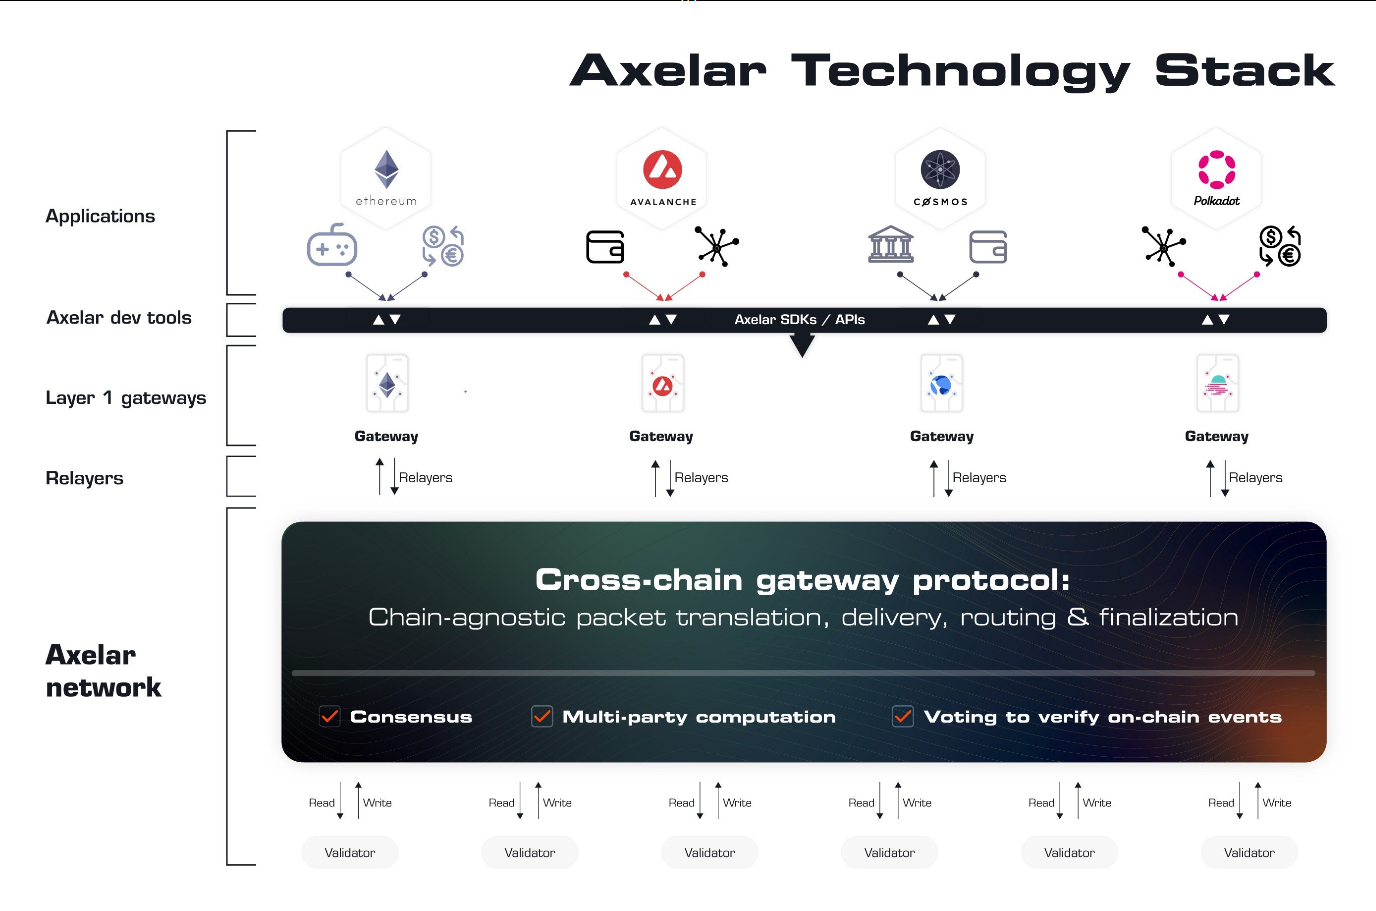 Axelar Technology Stack
Applications
ethereum
AVALANCHE
CØSMOS
Polkadot
$
€
$
€
Axelar dev tools
Axelar SDKs / APIs
Layer 1 gateways
Gateway
Gateway
Gateway
Gateway
Relayers
Relayers
Relayers
Relayers
Relayers
Axelar
network
Cross-chain gateway protocol:
Chain-agnostic packet translation, delivery, routing & finalization
Consensus
Multi-party computation
Voting to verify on-chain events
Read Write
Read Write
Read Write
Read Write
Read Write
Read Write
Validator
Validator
Validator
Validator
Validator
Validator